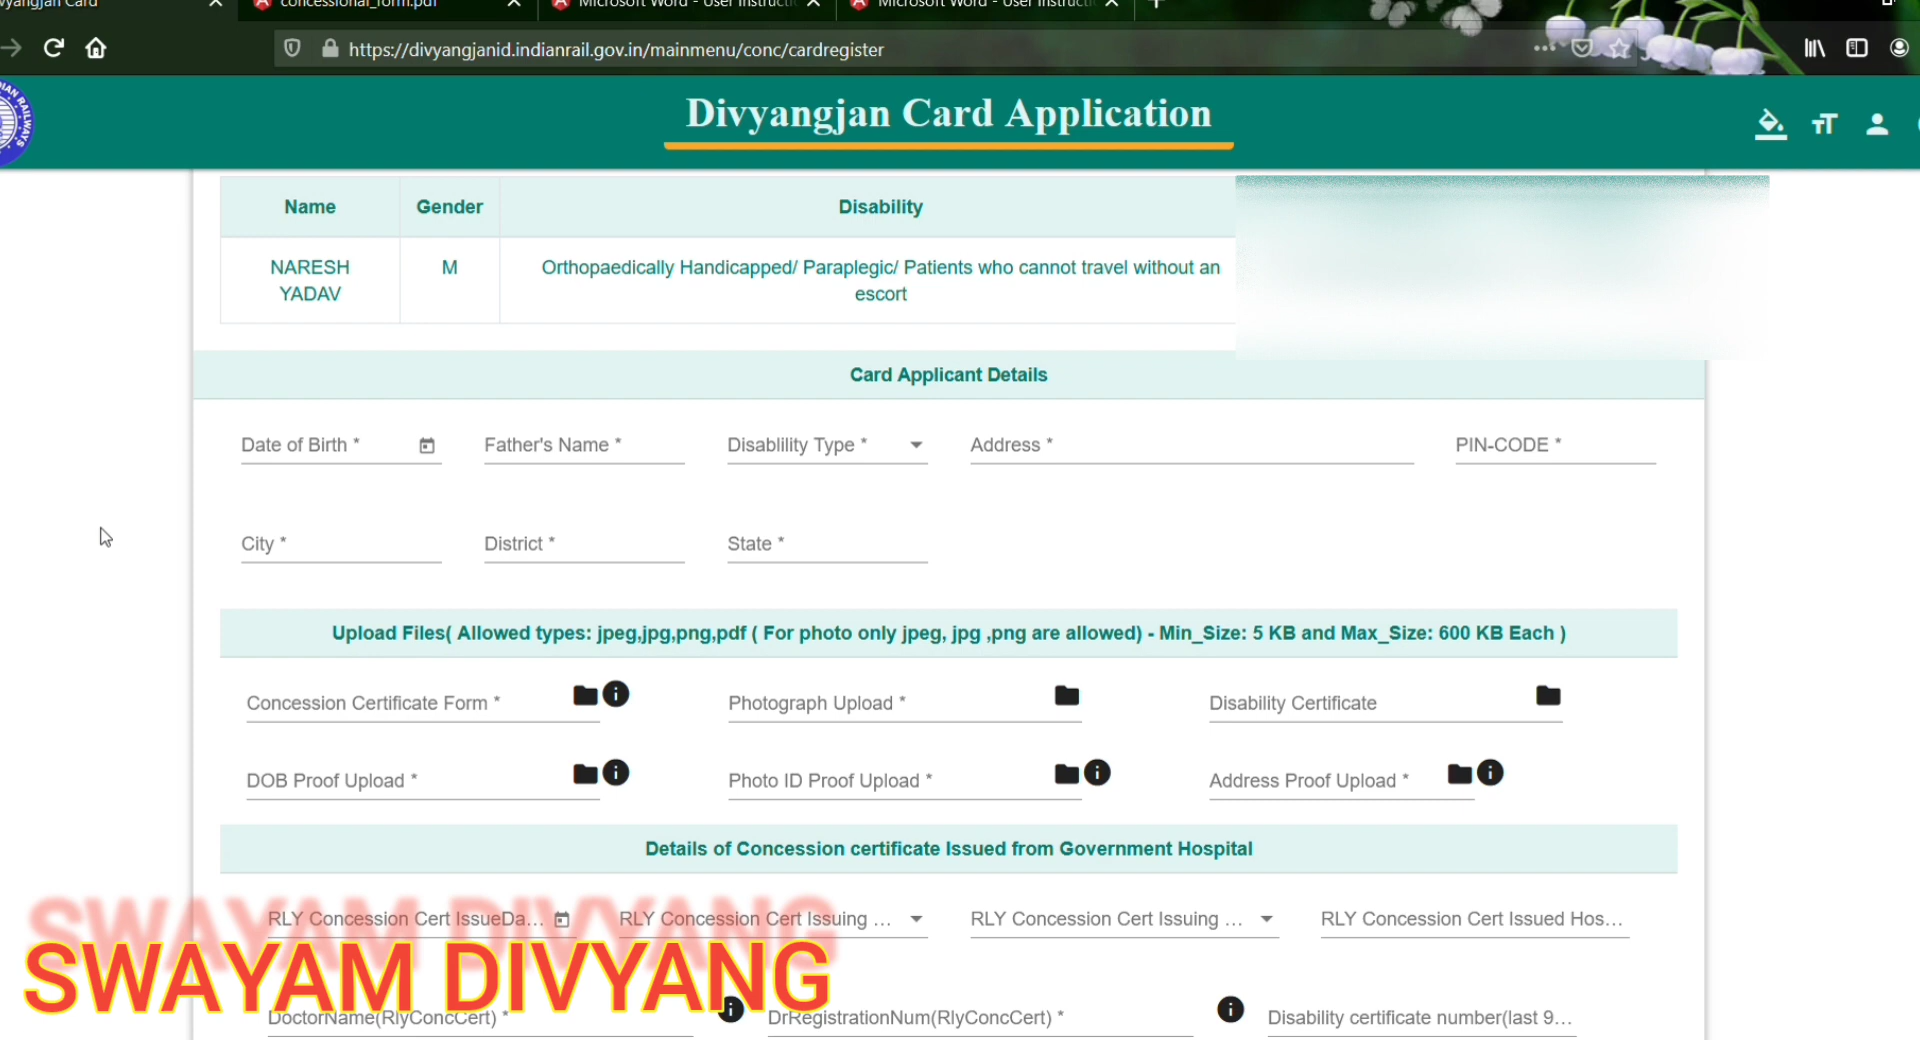 vyangjan Card
concessional_form.pdf
Microsoft Word - User Instructi
Microsoft Word - User Instructi
https://divyangjanid.indianrail.gov.in/mainmenu/conc/cardregister
DIAN RAILWAYS
Divyangjan Card Application
Name Gender Disability
NARESH YADAV M Orthopaedically Handicapped/ Paraplegic/ Patients who cannot travel without an
escort
Card Applicant Details
Date of Birth * Father's Name * Disablility Type * Address * PIN-CODE *
City * District * State *
Upload Files( Allowed types: jpeg,jpg,png,pdf ( For photo only jpeg, jpg ,png are allowed) - Min_Size: 5 KB and Max_Size: 600 KB Each )
Concession Certificate Form * Photograph Upload * Disability Certificate
DOB Proof Upload * Photo ID Proof Upload * Address Proof Upload *
Details of Concession certificate Issued from Government Hospital
RLY Concession Cert IssueDa... RLY Concession Cert Issuing ... RLY Concession Cert Issuing ... RLY Concession Cert Issued Hos...
SWAYAM DIVYANG
DoctorName(RlyConcCert) * DrRegistrationNum(RlyConcCert) * Disability certificate number(last 9...